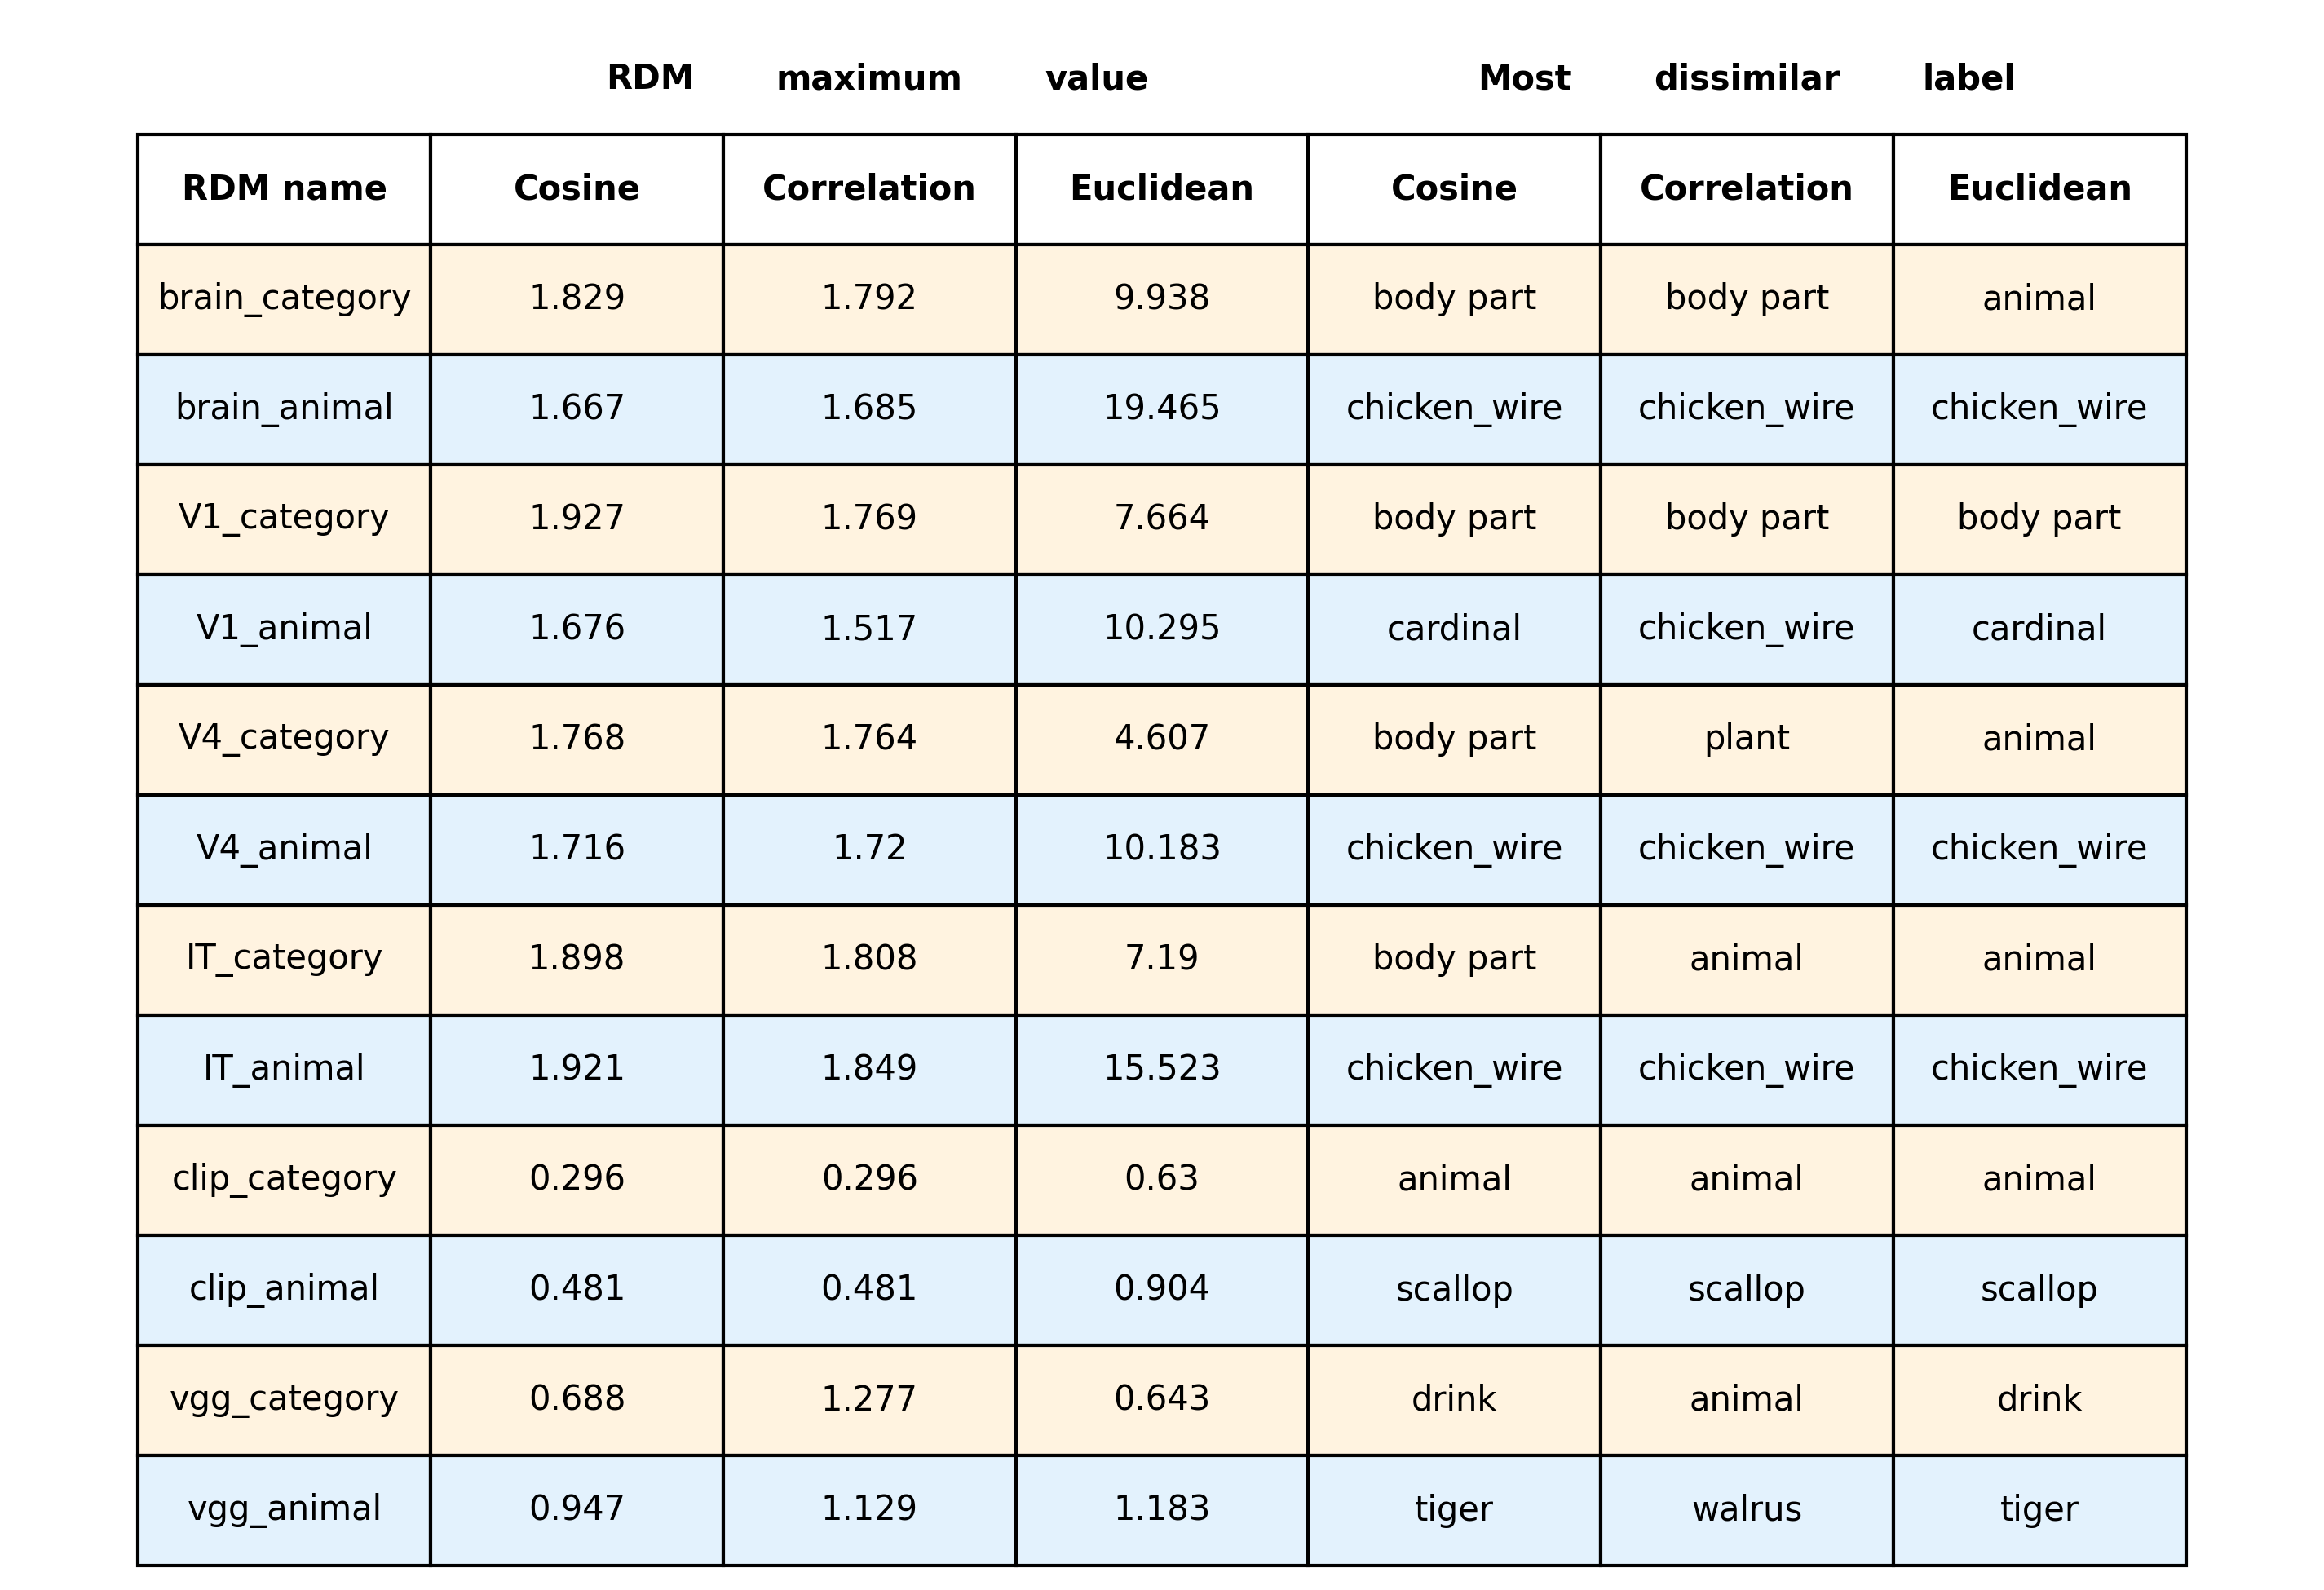 RDM maximum value Most dissimilar label
RDM name Cosine Correlation Euclidean Cosine Correlation Euclidean
brain_category 1.829 1.792 9.938 body part body part animal
brain_animal 1.667 1.685 19.465 chicken_wire chicken_wire chicken_wire
V1_category 1.927 1.769 7.664 body part body part body part
V1_animal 1.676 1.517 10.295 cardinal chicken_wire cardinal
V4_category 1.768 1.764 4.607 body part plant animal
V4_animal 1.716 1.72 10.183 chicken_wire chicken_wire chicken_wire
IT_category 1.898 1.808 7.19 body part animal animal
IT_animal 1.921 1.849 15.523 chicken_wire chicken_wire chicken_wire
clip_category 0.296 0.296 0.63 animal animal animal
clip_animal 0.481 0.481 0.904 scallop scallop scallop
vgg_category 0.688 1.277 0.643 drink animal drink
vgg_animal 0.947 1.129 1.183 tiger walrus tiger